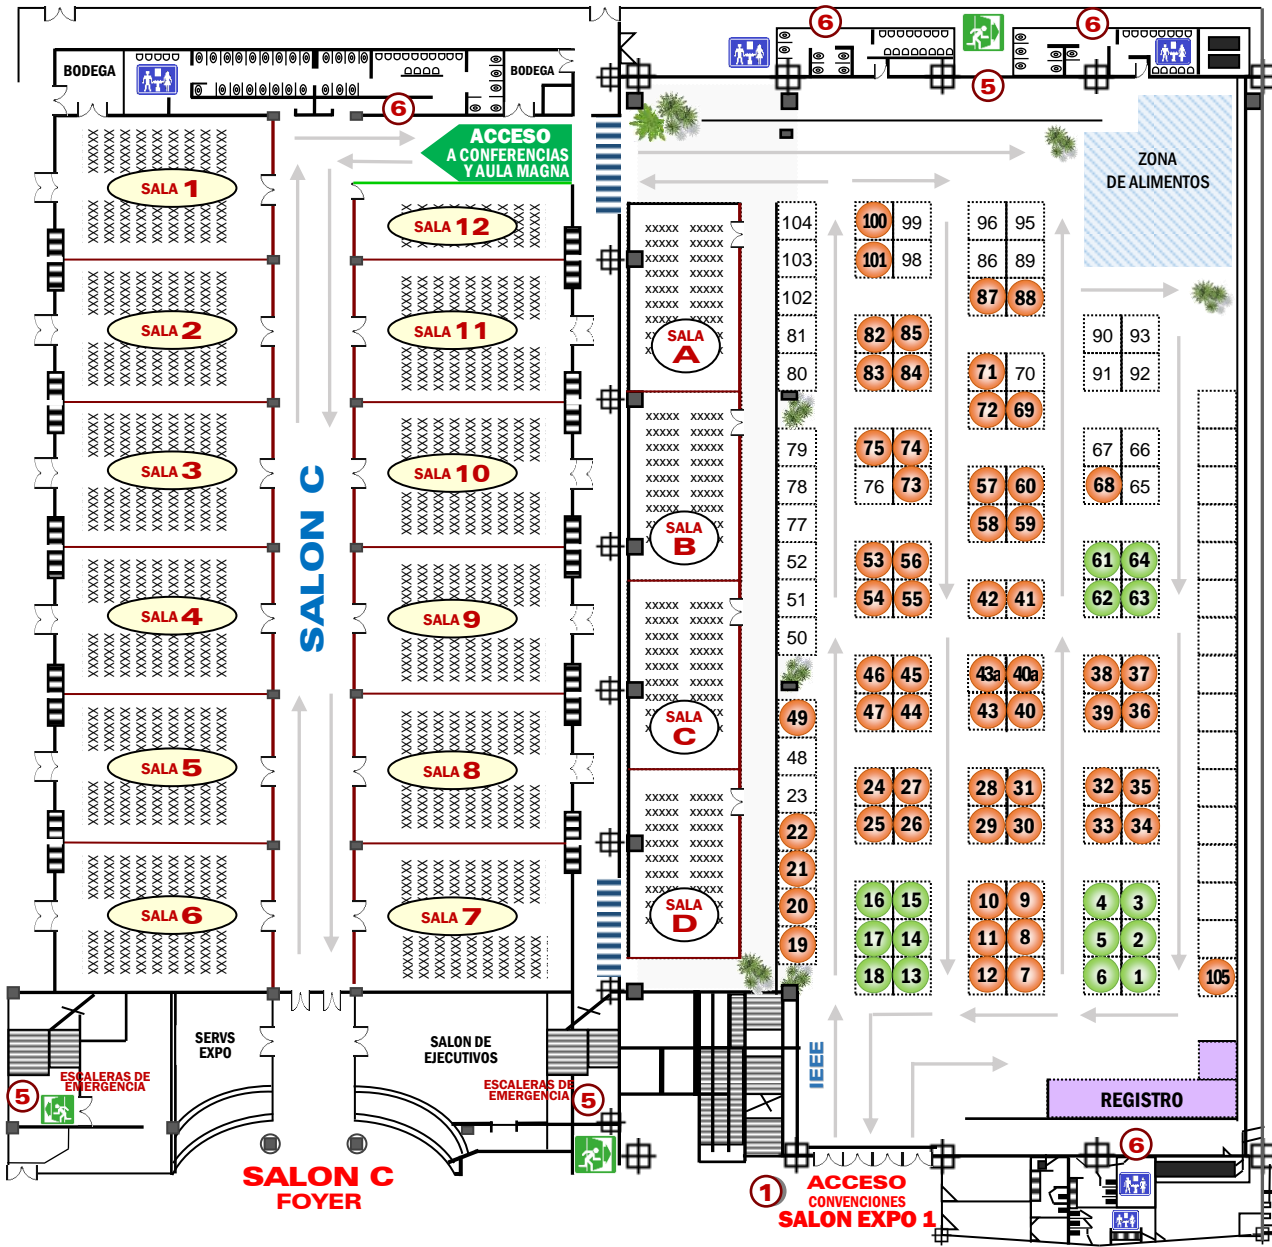 6
6
5
BODEGA
BODEGA
6
ACCESO
A CONFERENCIAS
Y AULA MAGNA
ZONA
DE ALIMENTOS
SALA 1
SALA 12
SALA 2
SALA 11
SALA 3
SALA 10
SALA 4
SALA 9
SALA 5
SALA 8
SALA 6
SALA 7
SALON C
SALA
A
SALA
B
SALA
C
SALA
D
104 100 99 96 95
103 101 98 86 89
102 87 88
81 82 85 90 93
80 83 84 71 70 91 92
72 69
79 75 74 67 66
78 76 73 57 60 68 65
77 58 59
52 53 56 61 64
51 54 55 42 41 62 63
50
46 45 43a 40a 38 37
49 47 44 43 40 39 36
48
23 24 27 28 31 32 35
22 25 26 29 30 33 34
21
20 16 15 10 9 4 3
19 17 14 11 8 5 2
18 13 12 7 6 1 105
SERVS
EXPO
SALON DE
EJECUTIVOS
ESCALERAS DE
EMERGENCIA
5
ESCALERAS DE
EMERGENCIA
5
IEEE
REGISTRO
6
SALON C
FOYER
1
ACCESO
CONVENCIONES
SALON EXPO 1